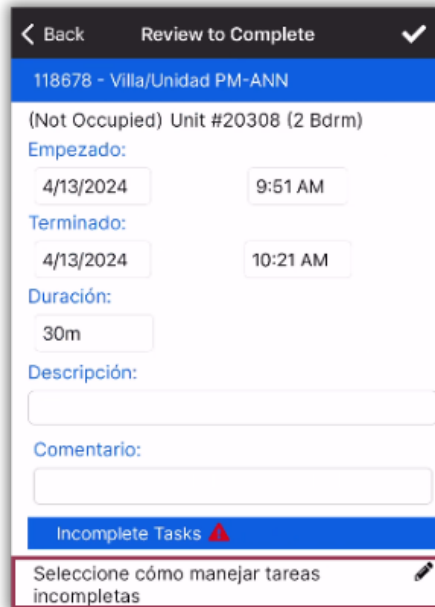 Back Review to Complete
118678 - Villa/Unidad PM-ANN
(Not Occupied) Unit #20308 (2 Bdrm)
Empezado:
4/13/2024 9:51 AM
Terminado:
4/13/2024 10:21 AM
Duración:
30m
Descripción:
Comentario:
Incomplete Tasks
Seleccione cómo manejar tareas
incompletas